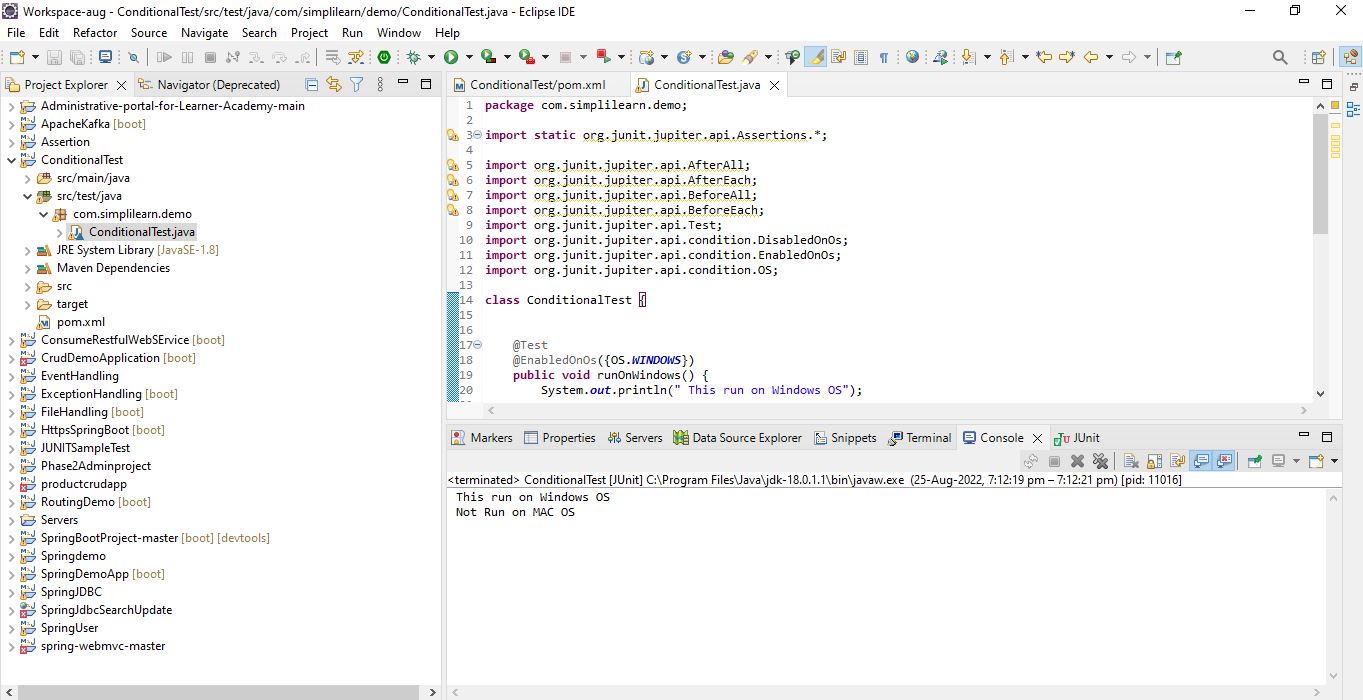 Workspace-aug - ConditionalTest/src/test/java/com/simplilearn/demo/ConditionalTest.java - Eclipse IDE
File Edit Refactor Source Navigate Search Project Run Window Help
Project Explorer Navigator (Deprecated)
Administrative-portal-for-Learner-Academy-main
ApacheKafka [boot]
Assertion
ConditionalTest
src/main/java
src/test/java
com.simplilearn.demo
ConditionalTest.java
JRE System Library [JavaSE-1.8]
Maven Dependencies
src
target
pom.xml
ConsumeRestfulWebSErvice [boot]
CrudDemoApplication [boot]
EventHandling
ExceptionHandling [boot]
FileHandling [boot]
HttpsSpringBoot [boot]
JUNITSampleTest
Phase2Adminproject
productcrudapp
RoutingDemo [boot]
Servers
SpringBootProject-master [boot] [devtools]
Springdemo
SpringDemoApp [boot]
SpringJDBC
SpringJdbcSearchUpdate
SpringUser
spring-webmvc-master
ConditionalTest/pom.xml ConditionalTest.java
1 package com.simplilearn.demo;
2
3 import static org.junit.jupiter.api.Assertions.*;
4
5 import org.junit.jupiter.api.AfterAll;
6 import org.junit.jupiter.api.AfterEach;
7 import org.junit.jupiter.api.BeforeAll;
8 import org.junit.jupiter.api.BeforeEach;
9 import org.junit.jupiter.api.Test;
10 import org.junit.jupiter.api.condition.DisabledOnOs;
11 import org.junit.jupiter.api.condition.EnabledOnOs;
12 import org.junit.jupiter.api.condition.OS;
13
14 class ConditionalTest {
15
16
17 @Test
18 @EnabledOnOs({OS.WINDOWS})
19 public void runOnWindows() {
20 System.out.println(" This run on Windows OS");
Markers Properties Servers Data Source Explorer Snippets Terminal Console JUnit
<terminated> ConditionalTest [JUnit] C:\Program Files\Java\jdk-18.0.1.1\bin\javaw.exe (25-Aug-2022, 7:12:19 pm – 7:12:21 pm) [pid: 11016]
This run on Windows OS
Not Run on MAC OS